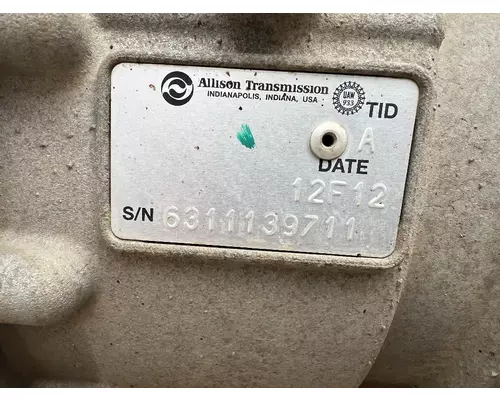 Allison Transmission
INDIANAPOLIS, INDIANA, USA
UAW
933
TID
A
DATE
12F12
S/N 6311139711